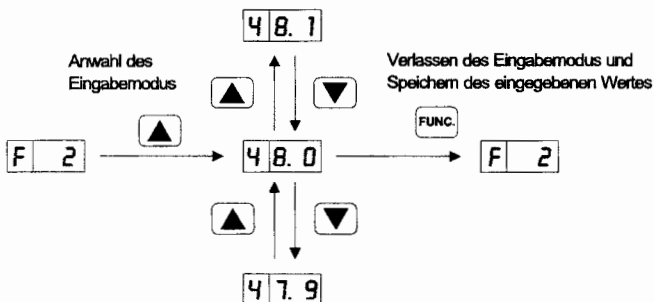 48.1
Anwahl des
Eingabemodus
Verlassen des Eingabemodus und
Speichern des eingegebenen Wertes
FUNC.
F 2
48.0
F 2
47.9